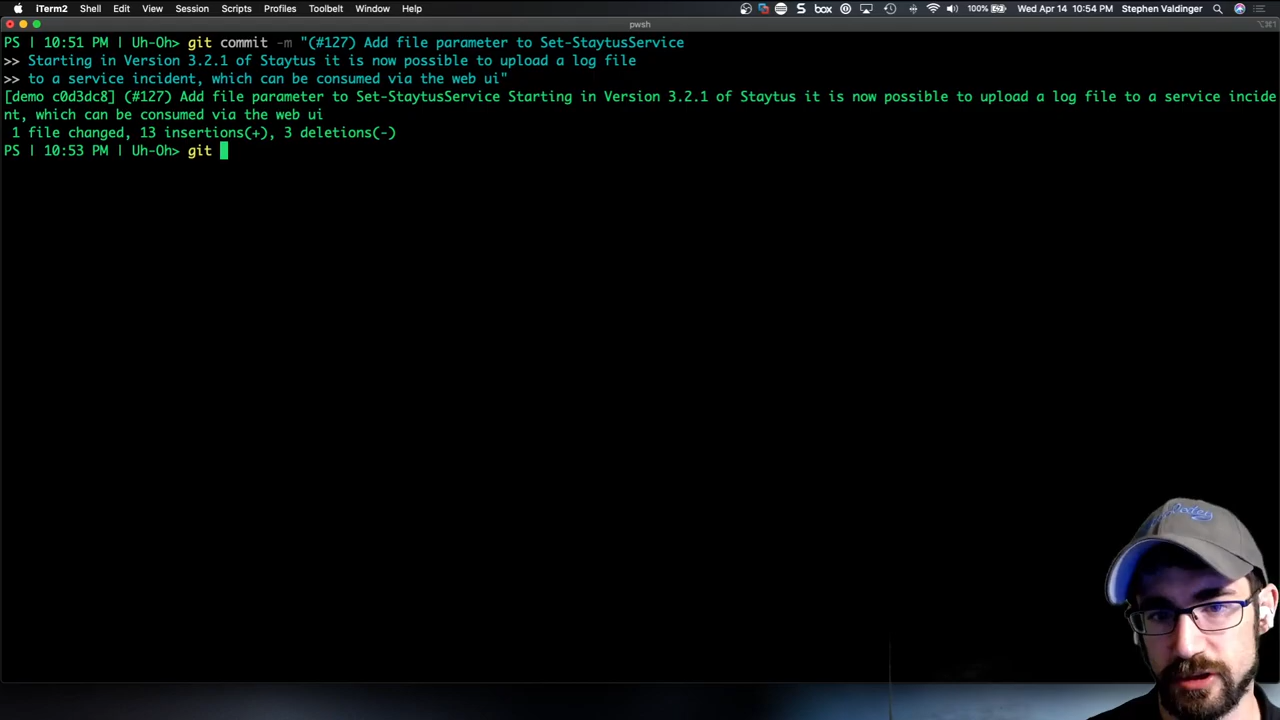 iTerm2 Shell Edit View Session Scripts Profiles Toolbelt Window Help box 100% Wed Apr 14 10:54 PM Stephen Valdinger
pwsh
PS | 10:51 PM | Uh-Oh> git commit -m "(#127) Add file parameter to Set-StaytusService
>> Starting in Version 3.2.1 of Staytus it is now possible to upload a log file
>> to a service incident, which can be consumed via the web ui"
[demo c0d3dc8] (#127) Add file parameter to Set-StaytusService Starting in Version 3.2.1 of Staytus it is now possible to upload a log file to a service incide
nt, which can be consumed via the web ui
1 file changed, 13 insertions(+), 3 deletions(-)
PS | 10:53 PM | Uh-Oh> git